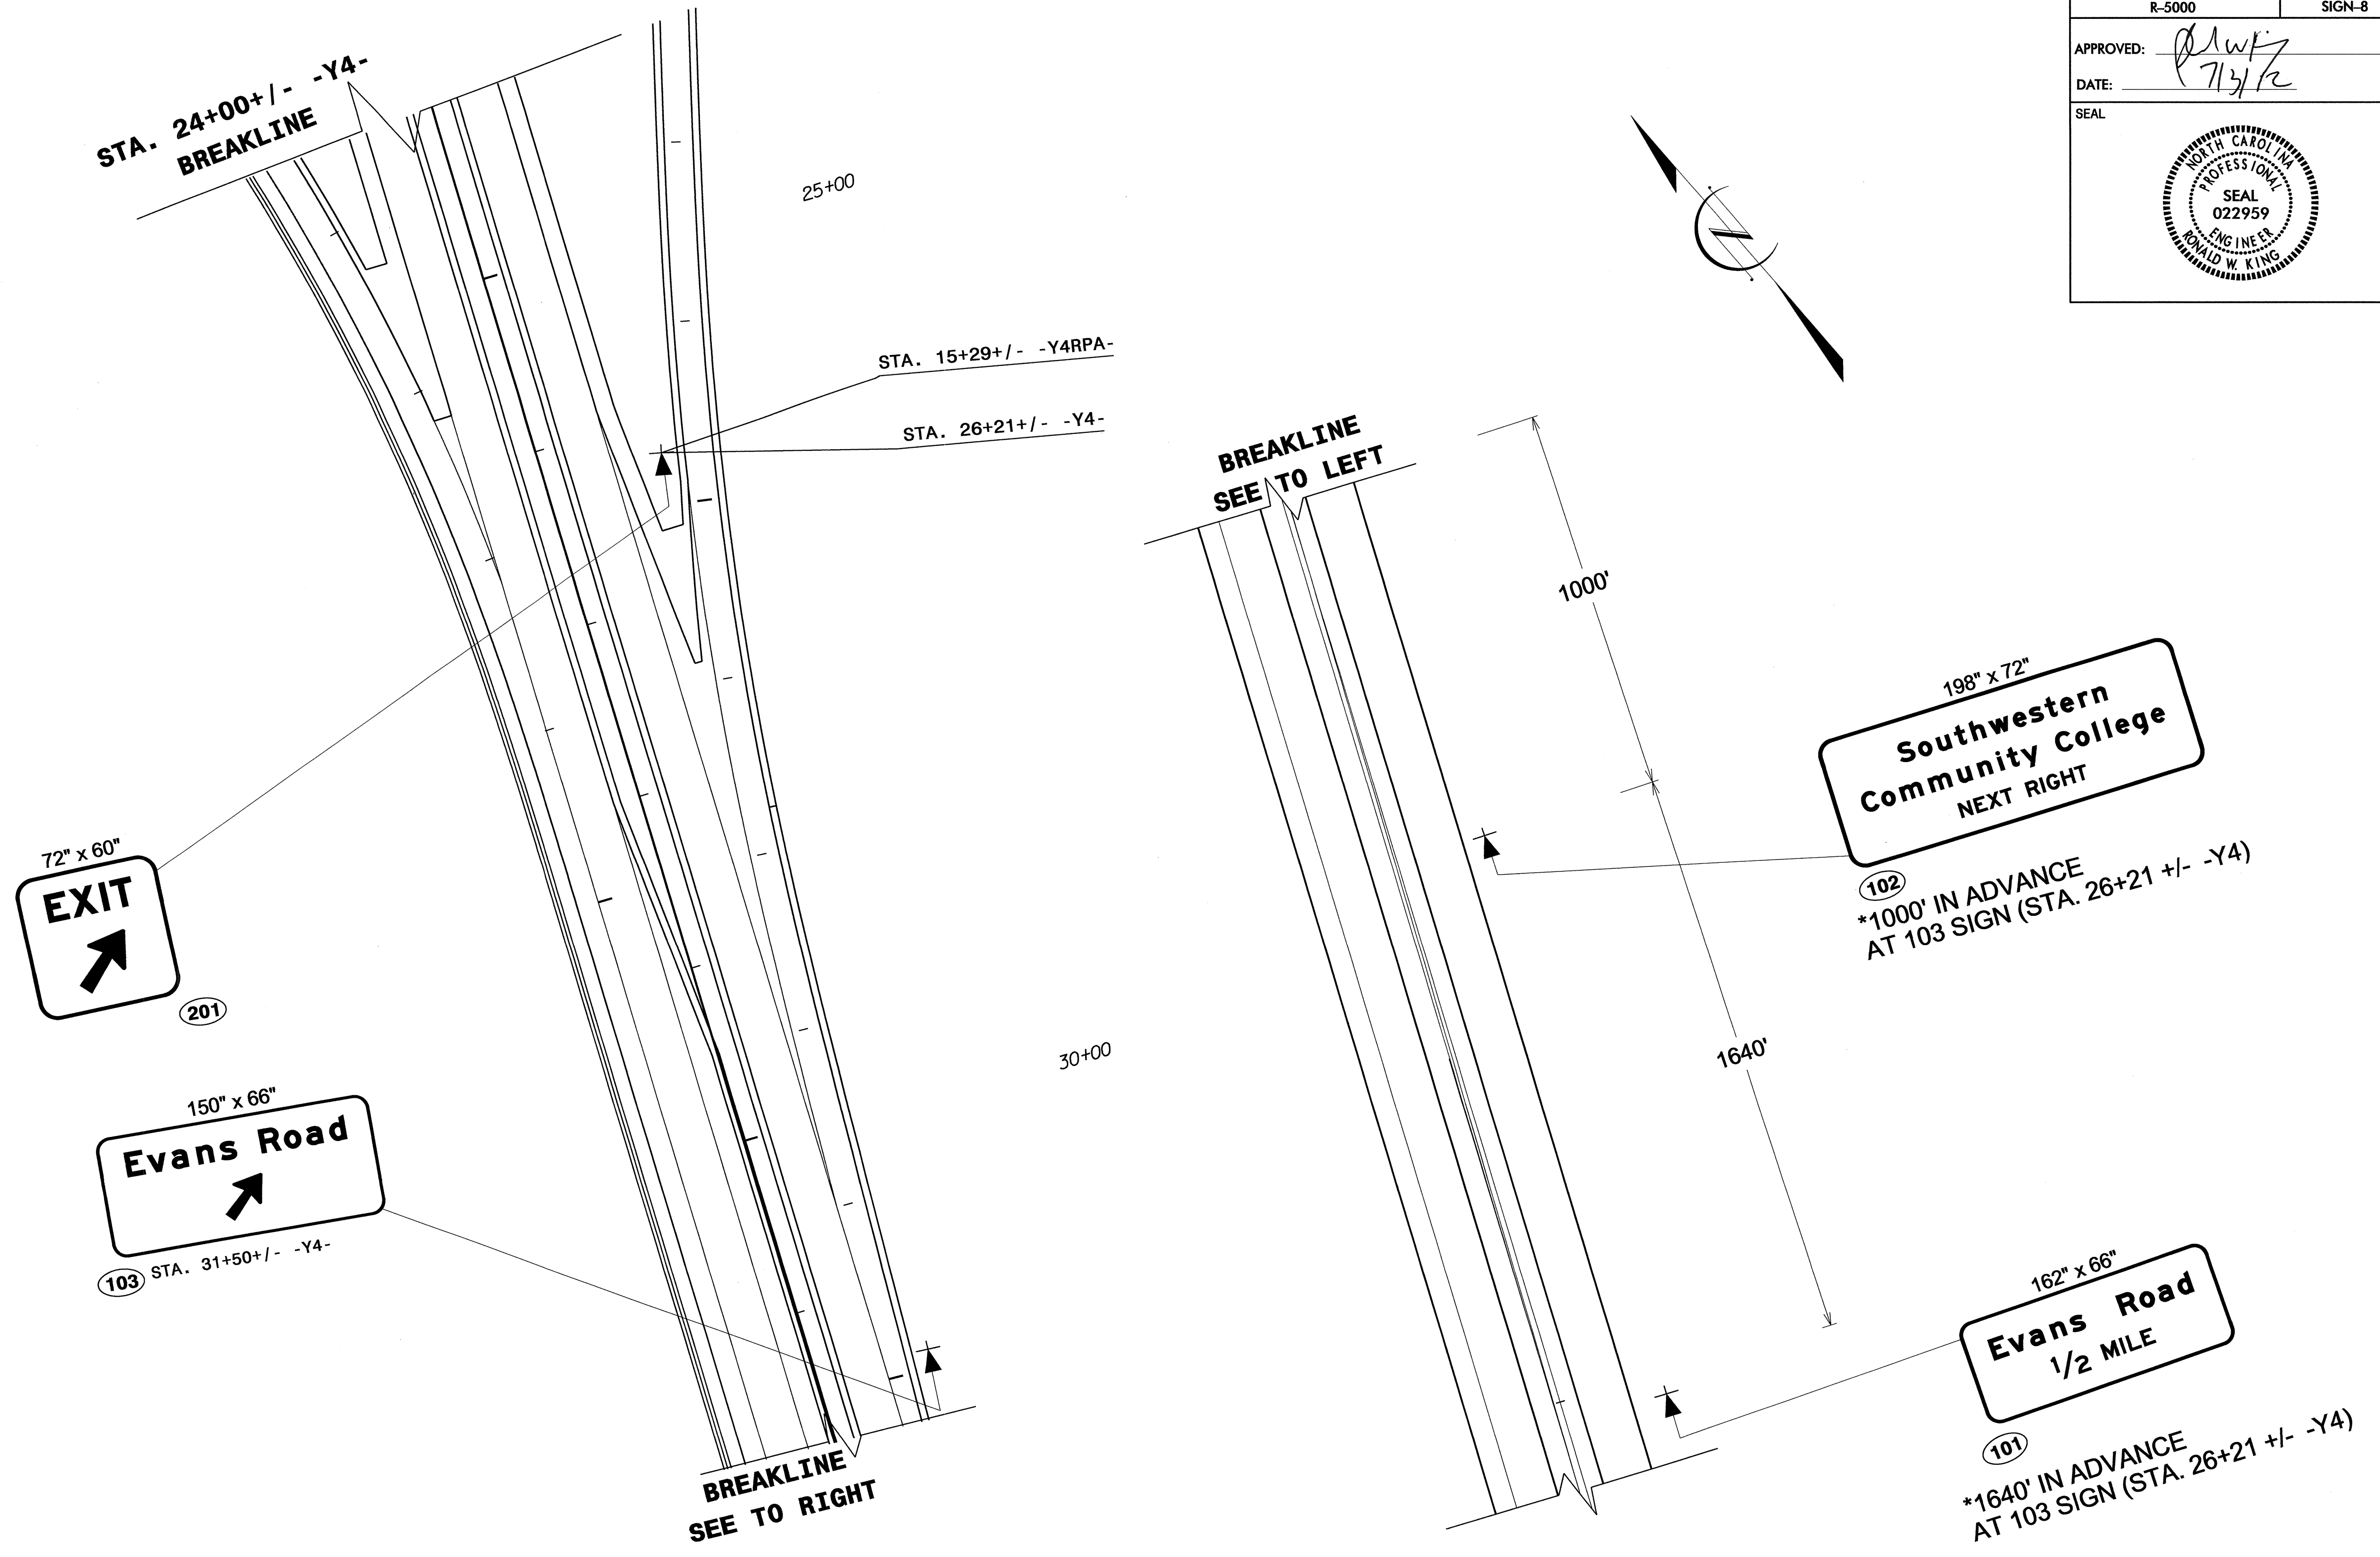 R-5000 SIGN-8
APPROVED:
DATE: 7/3/12
SEAL
NORTH CAROLINA
PROFESSIONAL
SEAL
022959
ENGINEER
RONALD W. KING
STA. 24+00+/- -Y4-
BREAKLINE
25+00
STA. 15+29+/- -Y4RPA-
STA. 26+21+/- -Y4-
72" x 60"
EXIT
201
150" x 66"
Evans Road
103 STA. 31+50+/- -Y4-
30+00
BREAKLINE
SEE TO RIGHT
BREAKLINE
SEE TO LEFT
1000'
1640'
198" x 72"
Southwestern
Community College
NEXT RIGHT
102
*1000' IN ADVANCE
AT 103 SIGN (STA. 26+21 +/- -Y4)
162" x 66"
Evans Road
1/2 MILE
101
*1640' IN ADVANCE
AT 103 SIGN (STA. 26+21 +/- -Y4)